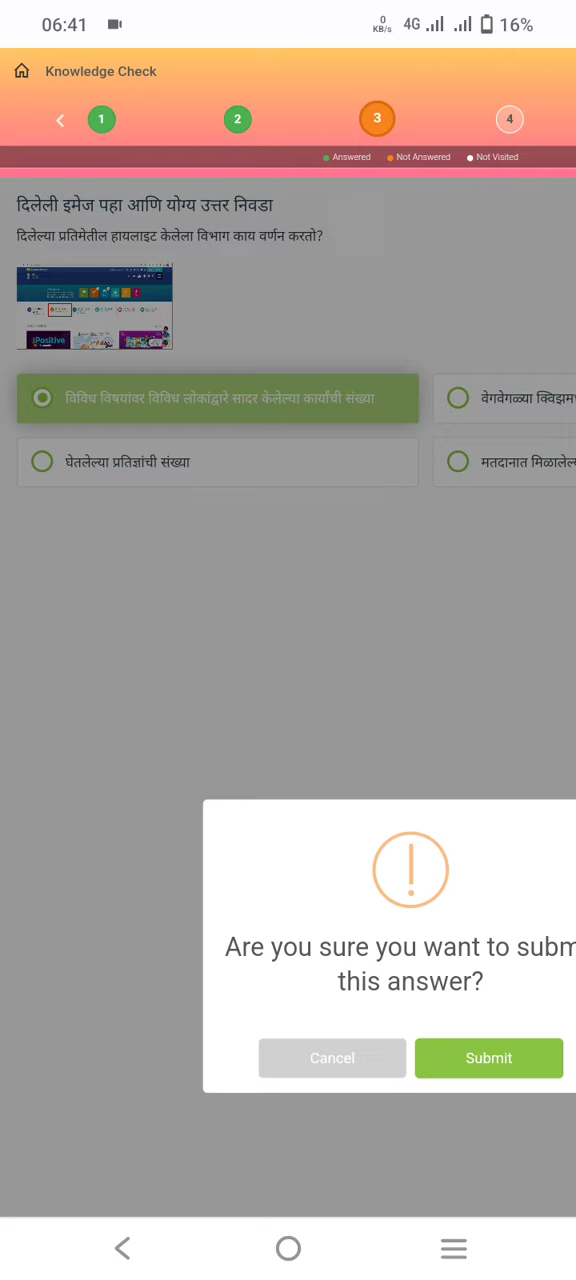 06:41
0
KB/s
4G
16%
Knowledge Check
1
2
3
4
Answered
Not Answered
Not Visited
दिलेली इमेज पहा आणि योग्य उत्तर निवडा
दिलेल्या प्रतिमेतील हायलाइट केलेला विभाग काय वर्णन करतो?
iPositive
विविध विषयांवर विविध लोकांद्वारे सादर केलेल्या कार्यांची संख्या
वेगवेगळ्या
घेतलेल्या प्रतिज्ञांची संख्या
मतदानात
Are you sure you want to subm
this answer?
Cancel
Submit